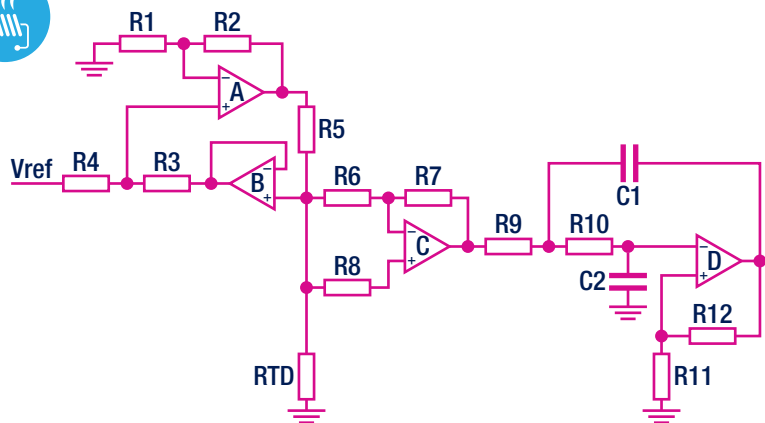 R1 R2
A
R5
Vref R4 R3
B
R6 R7
C
R8
R9 R10
C1
C2
D
R12
R11
RTD
− +
− +
− +
− +